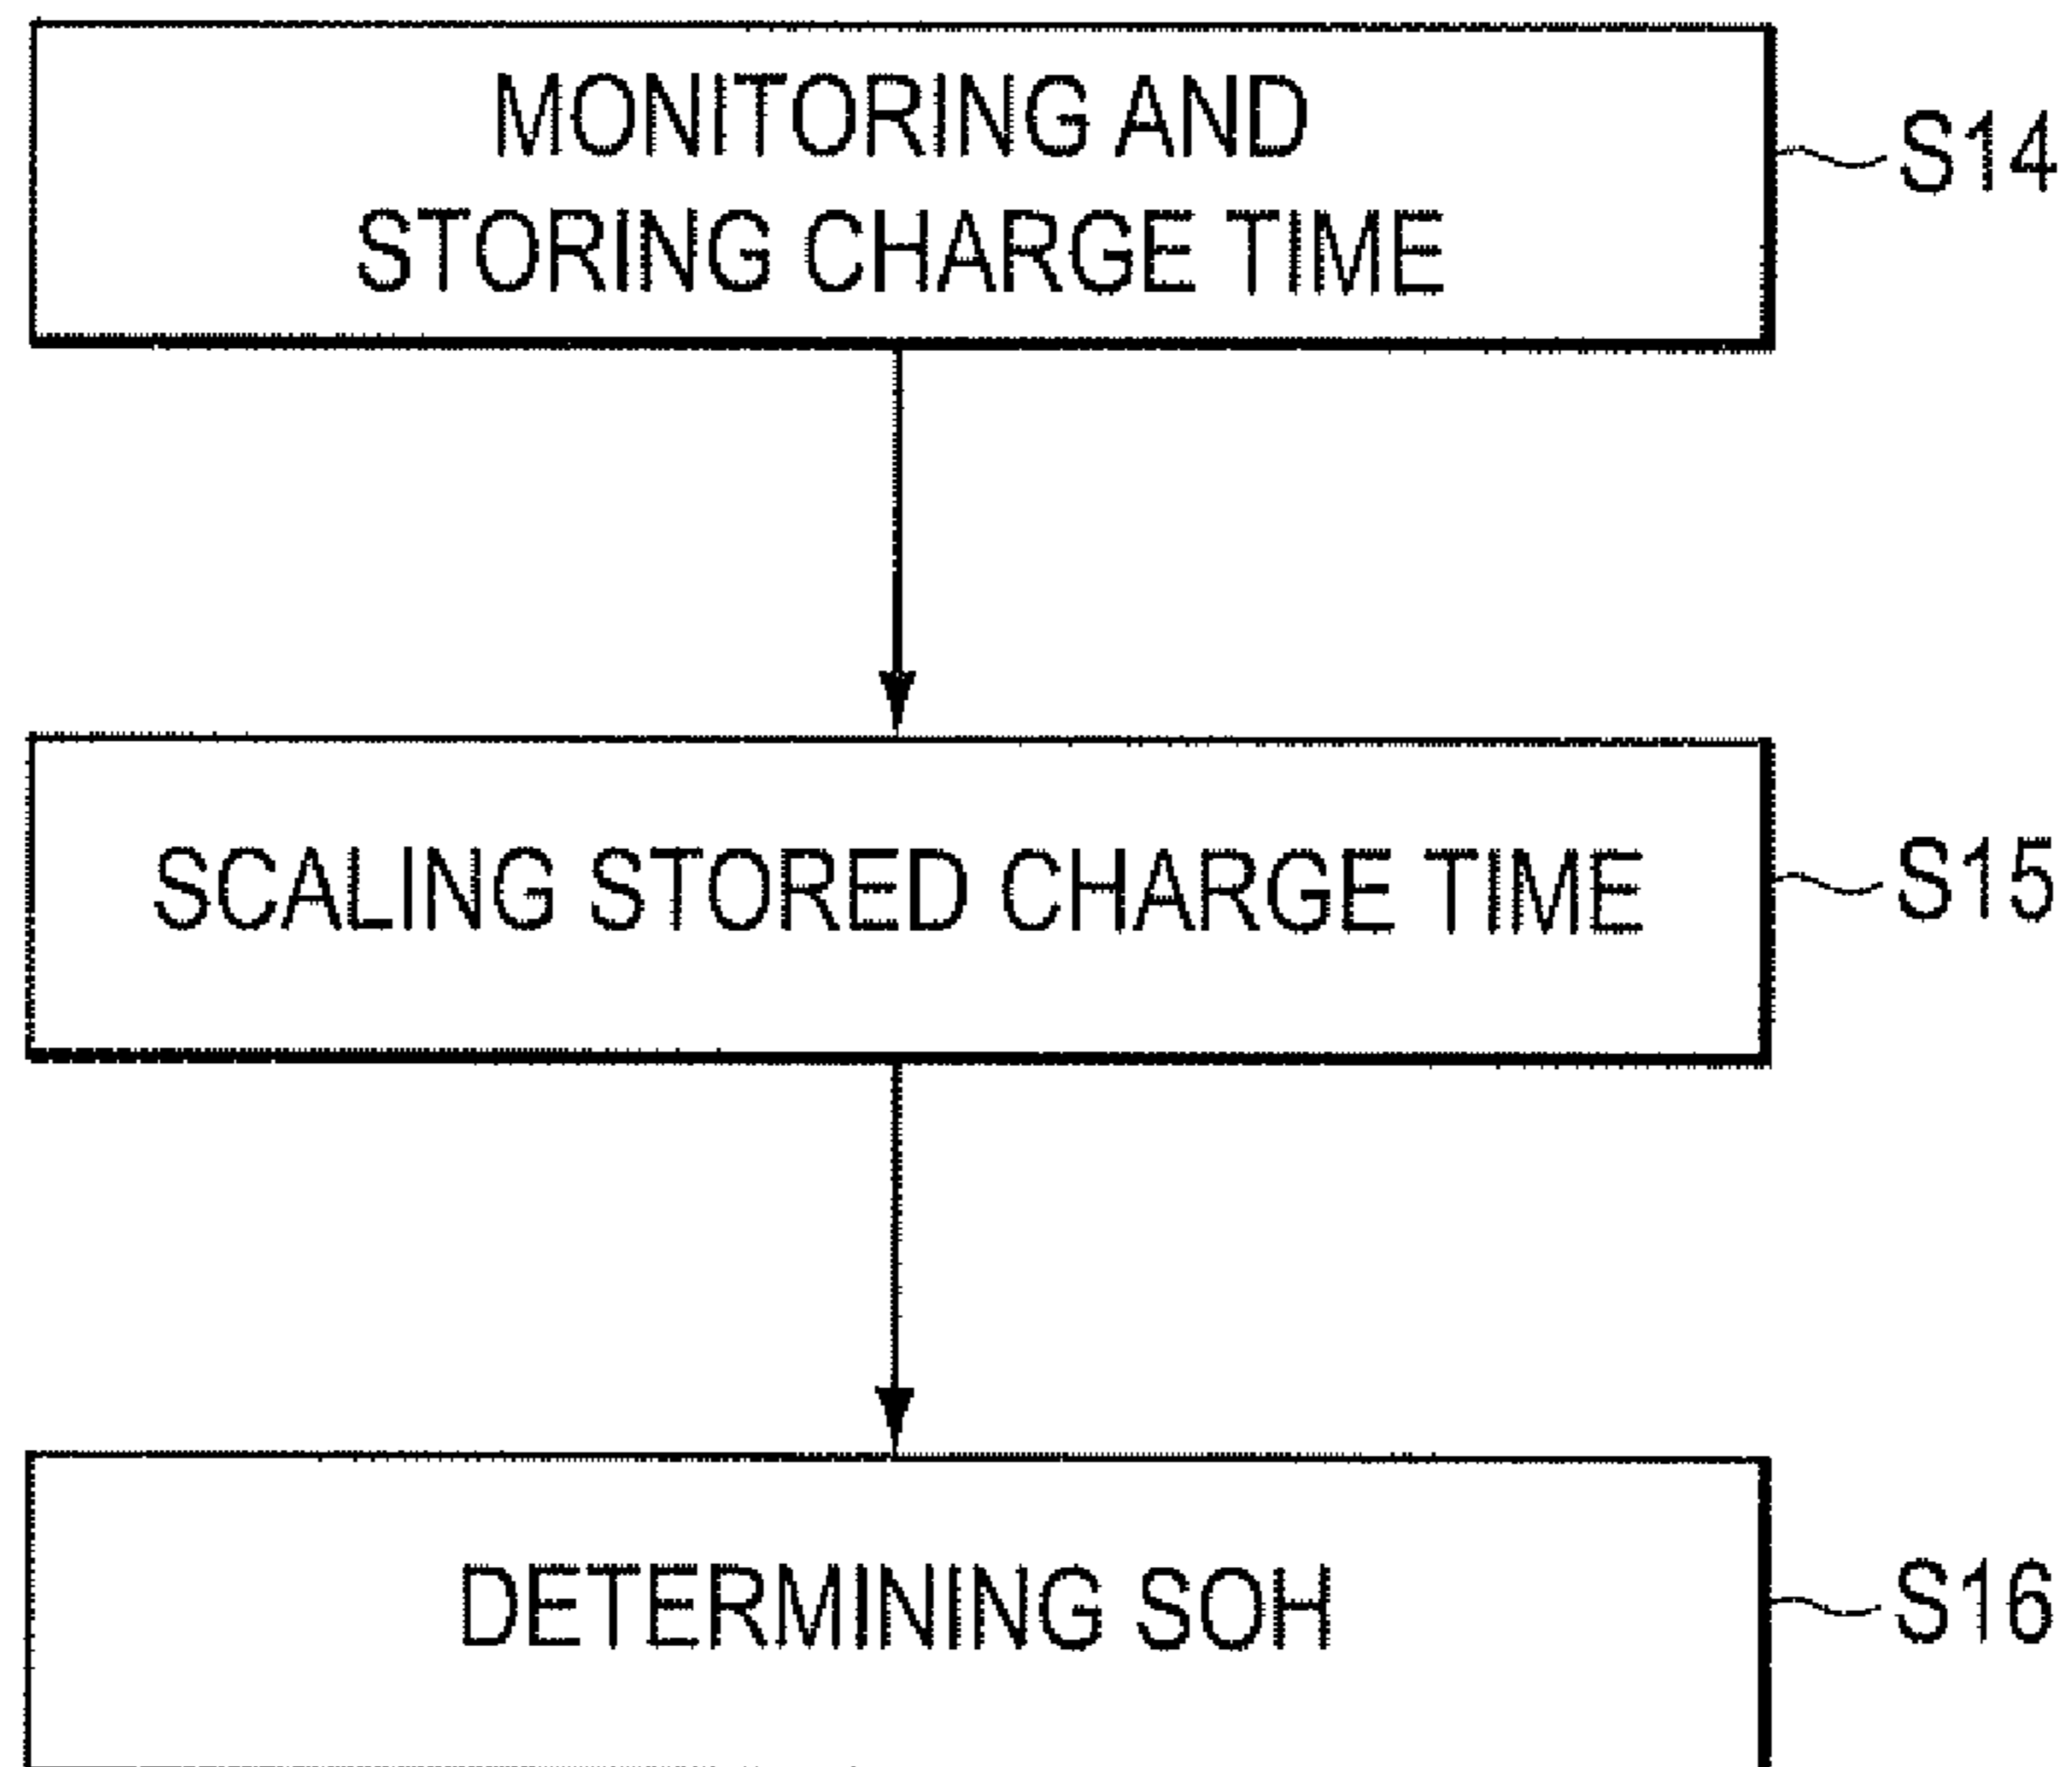 MONITORING AND
STORING CHARGE TIME
S14
SCALING STORED CHARGE TIME
S15
DETERMINING SOH
S16